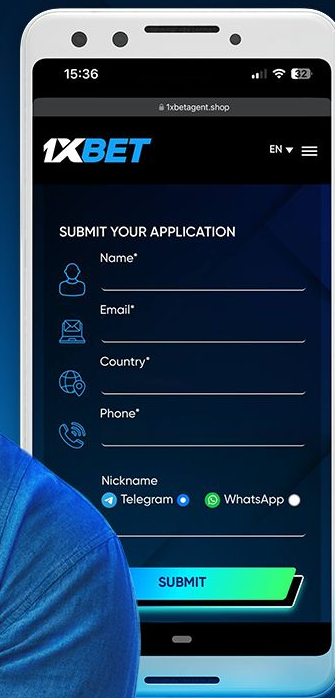 15:36
32
1xbetagent.shop
1XBET
EN
SUBMIT YOUR APPLICATION
Name*
Email*
Country*
Phone*
Nickname
Telegram WhatsApp
SUBMIT